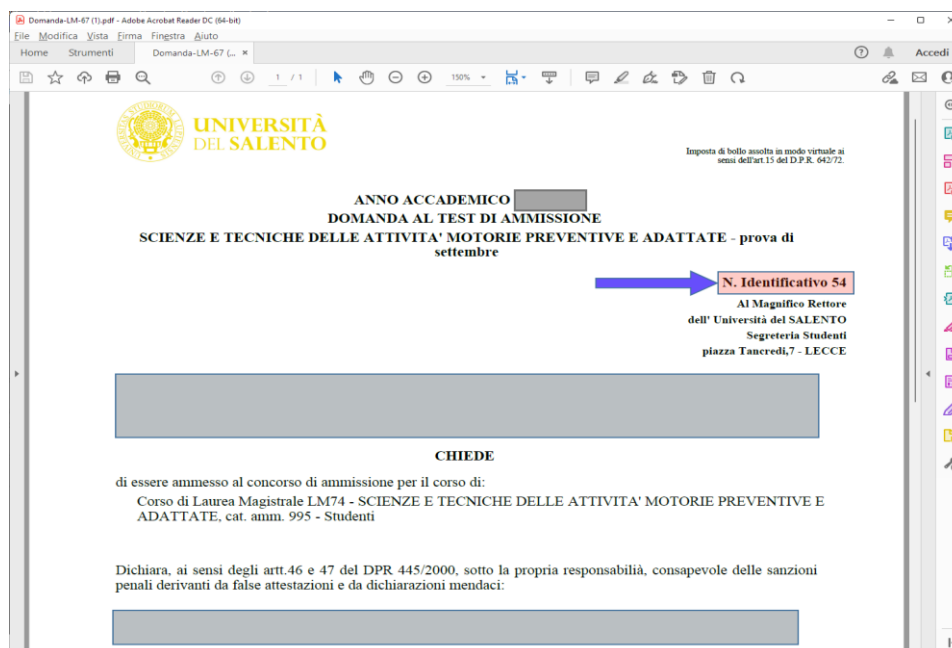 Domanda-LM-67 (1).pdf - Adobe Acrobat Reader DC (64-bit)
File Modifica Vista Firma Finestra Aiuto
Home Strumenti Domanda-LM-67 (... × Accedi
1 / 1 150%
UNIVERSITÀ
DEL SALENTO
Imposta di bollo assolta in modo virtuale ai
sensi dell'art.15 del D.P.R. 642/72.
ANNO ACCADEMICO
DOMANDA AL TEST DI AMMISSIONE
SCIENZE E TECNICHE DELLE ATTIVITA' MOTORIE PREVENTIVE E ADATTATE - prova di
settembre
N. Identificativo 54
Al Magnifico Rettore
dell' Università del SALENTO
Segreteria Studenti
piazza Tancredi,7 - LECCE
CHIEDE
di essere ammesso al concorso di ammissione per il corso di:
Corso di Laurea Magistrale LM74 - SCIENZE E TECNICHE DELLE ATTIVITA' MOTORIE PREVENTIVE E
ADATTATE, cat. amm. 995 - Studenti
Dichiara, ai sensi degli artt.46 e 47 del DPR 445/2000, sotto la propria responsabilià, consapevole delle sanzioni
penali derivanti da false attestazioni e da dichiarazioni mendaci: